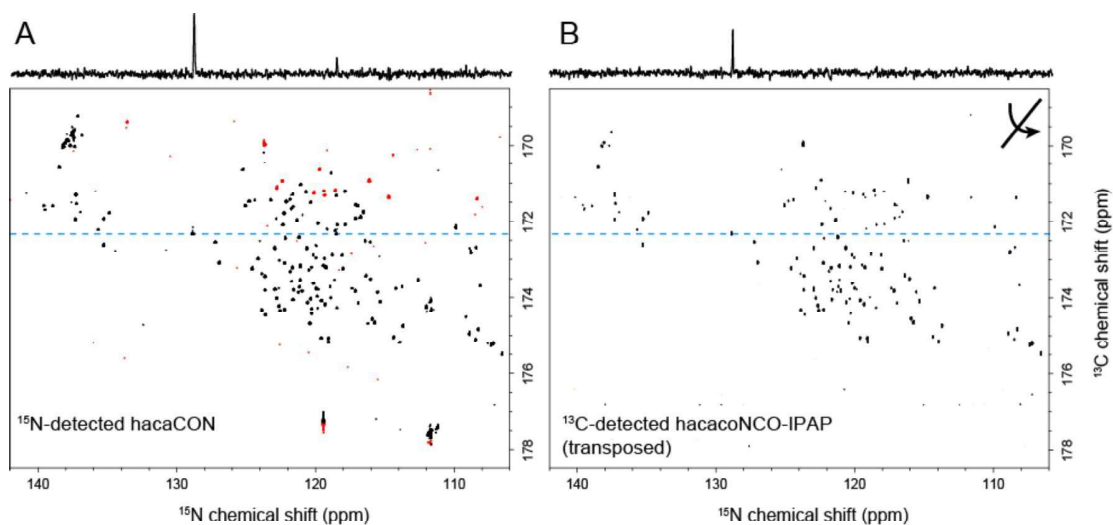 A
B
170
172
174
176
178
¹⁵N-detected hacaCON
140
130
120
110
¹⁵N chemical shift (ppm)
170
172
174
176
178
¹³C chemical shift (ppm)
¹³C-detected hacacoNCO-IPAP
(transposed)
140
130
120
110
¹⁵N chemical shift (ppm)